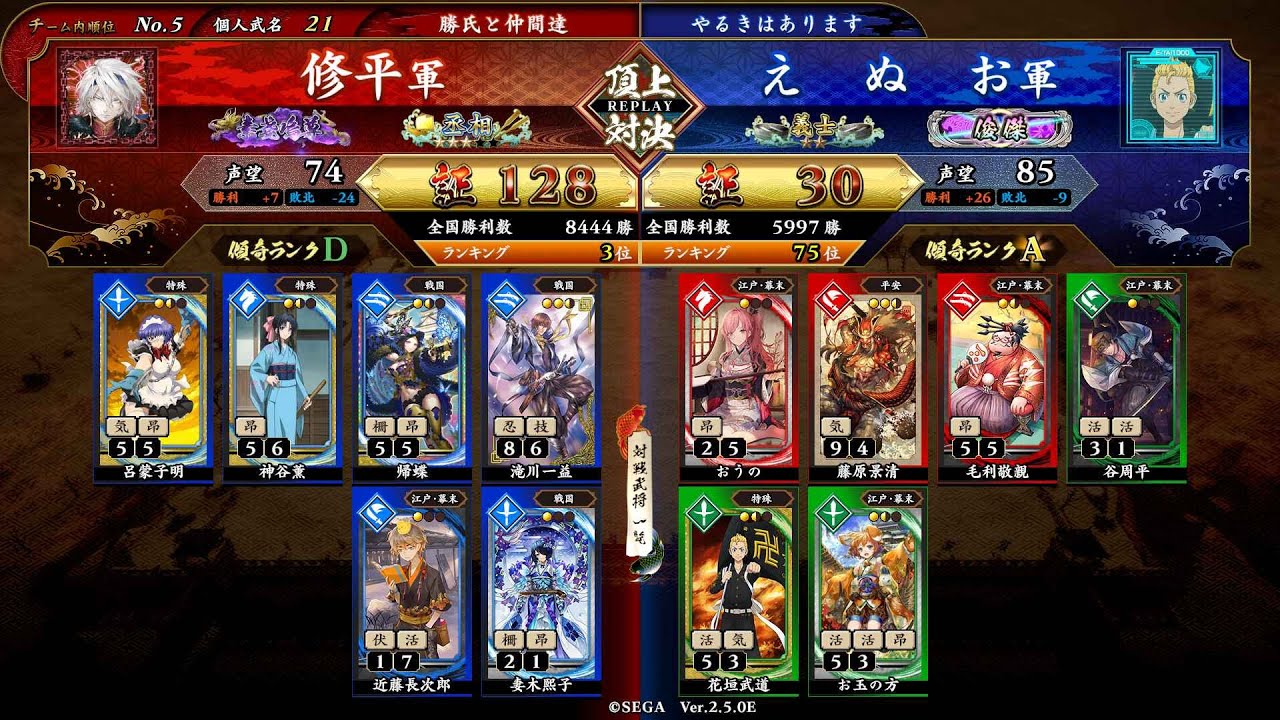 チーム内順位 No.5 個人武名 21 勝氏と仲間達 やるきはあります
修平軍
頂上
REPLAY
対決
えぬお軍
丞相
義士
俊傑
声望 74
勝利 +7 敗北 -24
証 128
証 30
声望 85
勝利 +26 敗北 -9
全国勝利数 8444勝
全国勝利数 5997勝
傾奇ランクD
ランキング 3位
ランキング 75位
傾奇ランクA
特殊 特殊 戦国 戦国 江戸・幕末 平安 江戸・幕末 江戸・幕末
気 昂 昂 柵 昂 忍 技 昂 気 昂 活 活
5 5 5 6 5 5 8 6 2 5 9 4 5 5 3 1
呂蒙子明 神谷薫 帰蝶 滝川一益 おうの 藤原景清 毛利敬親 谷周平
対戦武将一覧
江戸・幕末 戦国 特殊 江戸・幕末
卍
伏 活 柵 昂 活 気 活 活 昂
1 7 2 1 5 3 5 3
近藤長次郎 妻木煕子 花垣武道 お玉の方
©SEGA Ver.2.5.0E